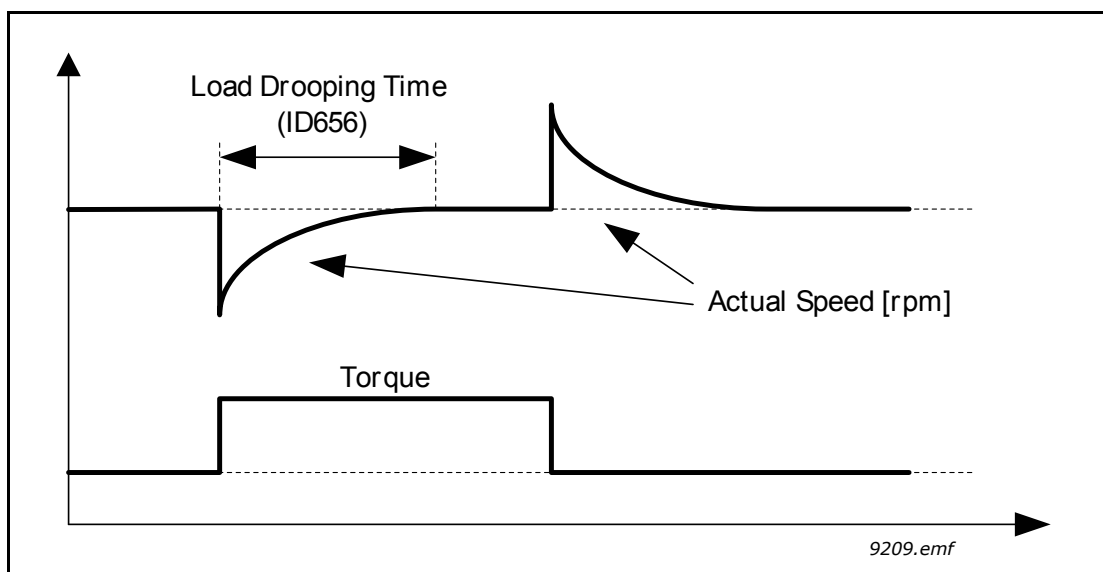 Load Drooping Time
(ID656)
Actual Speed [rpm]
Torque
9209.emf